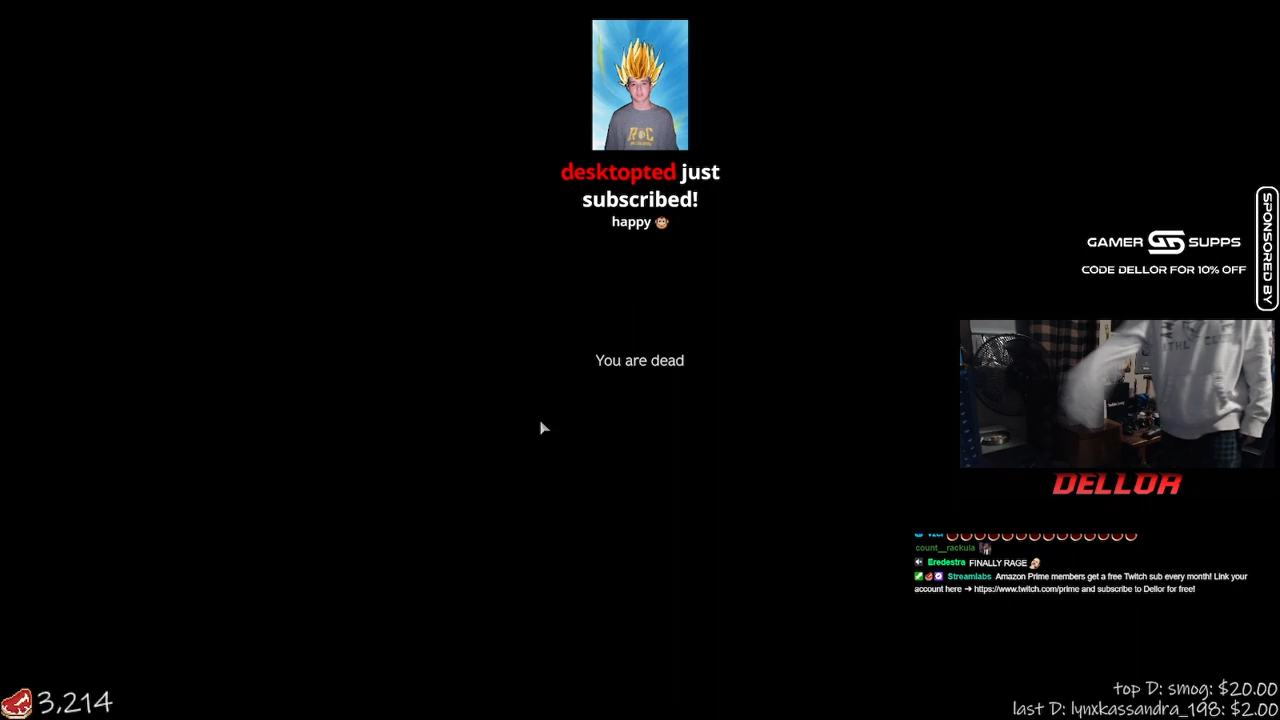 desktopted just
subscribed!
happy
GAMER SUPPS
CODE DELLOR FOR 10% OFF
SPONSORED BY
You are dead
DELLOR
count__rackula
Eredestra FINALLY RAGE
Streamlabs Amazon Prime members get a free Twitch sub every month! Link your
account here → https://www.twitch.com/prime and subscribe to Dellor for free!
3,214
top D: smog: $20.00
last D: lynxkassandra_198: $2.00